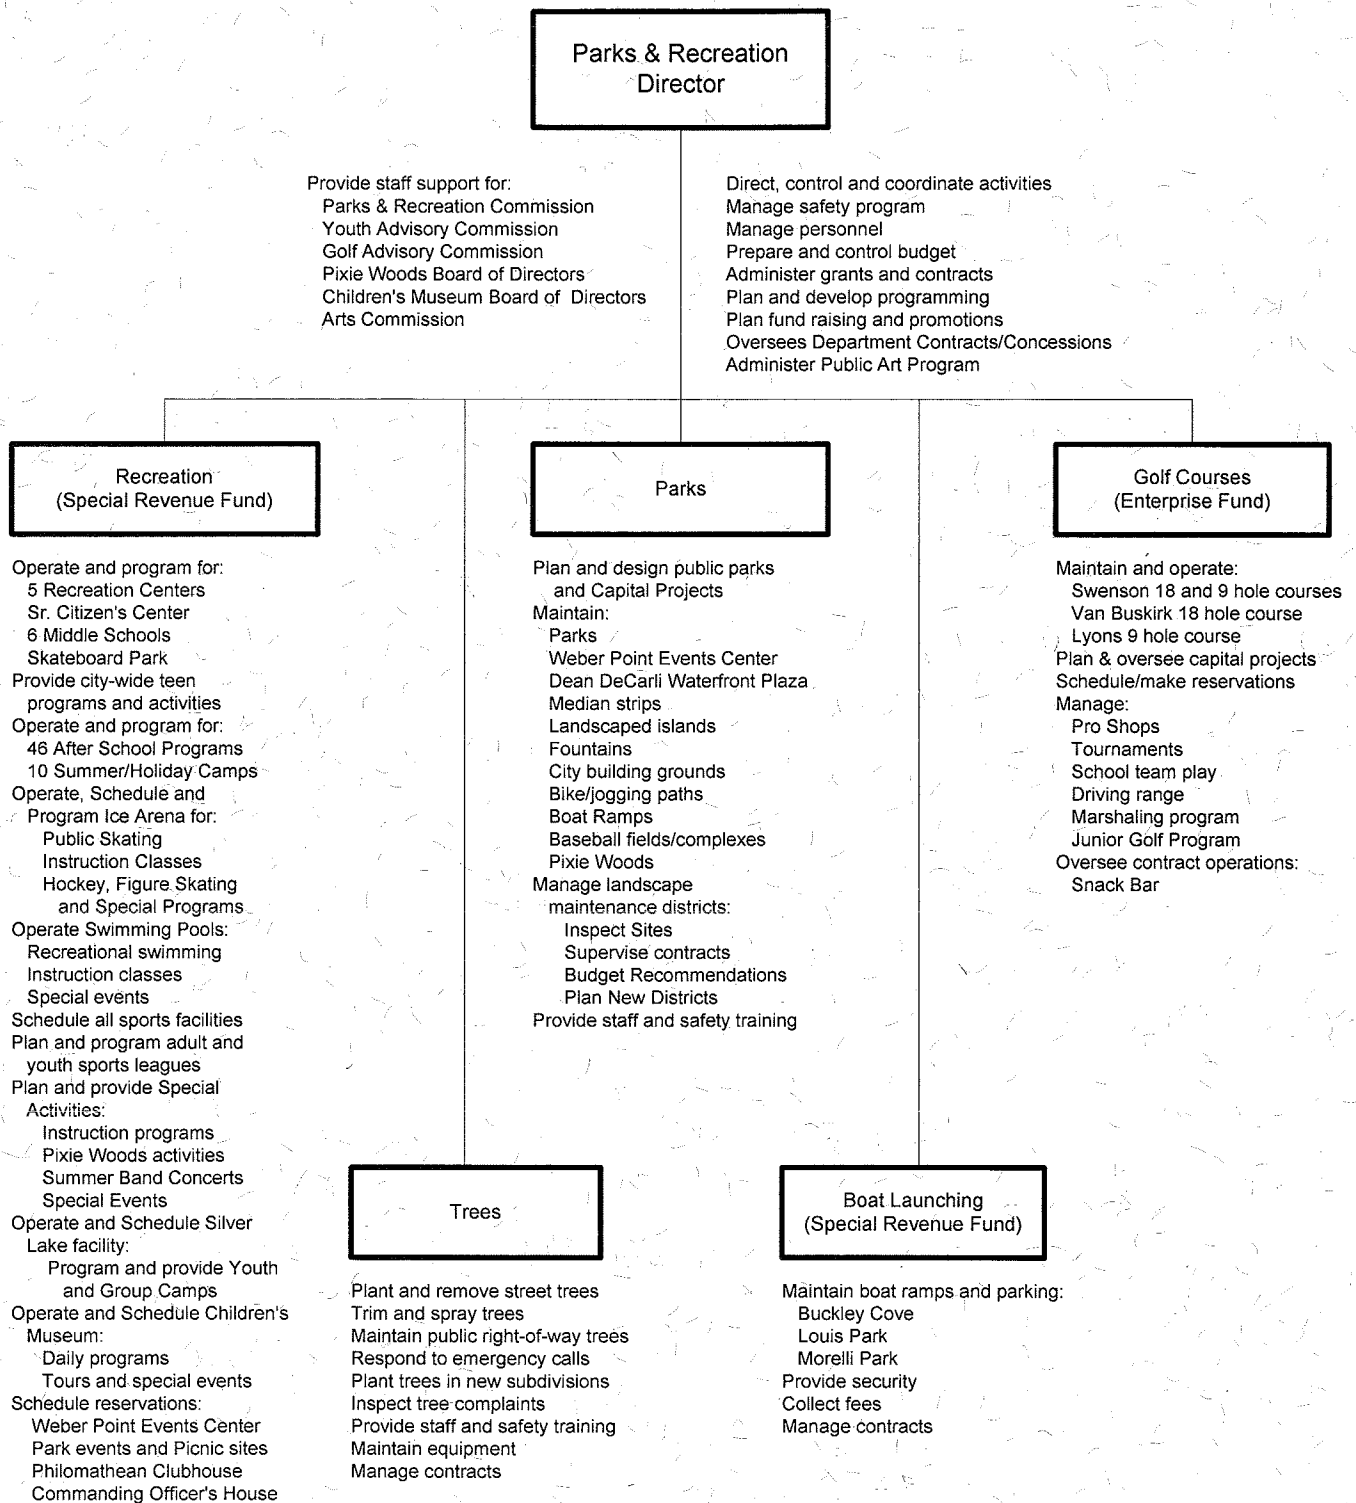 Parks & Recreation
Director
Provide staff support for:
Parks & Recreation Commission
Youth Advisory Commission
Golf Advisory Commission
Pixie Woods Board of Directors
Children's Museum Board of Directors
Arts Commission
Direct, control and coordinate activities
Manage safety program
Manage personnel
Prepare and control budget
Administer grants and contracts
Plan and develop programming
Plan fund raising and promotions
Oversees Department Contracts/Concessions
Administer Public Art Program
Recreation
(Special Revenue Fund)
Operate and program for:
5 Recreation Centers
Sr. Citizen's Center
6 Middle Schools
Skateboard Park
Provide city-wide teen
programs and activities
Operate and program for:
46 After School Programs
10 Summer/Holiday Camps
Operate, Schedule and
Program Ice Arena for:
Public Skating
Instruction Classes
Hockey, Figure Skating
and Special Programs
Operate Swimming Pools:
Recreational swimming
Instruction classes
Special events
Schedule all sports facilities
Plan and program adult and
youth sports leagues
Plan and provide Special
Activities:
Instruction programs
Pixie Woods activities
Summer Band Concerts
Special Events
Operate and Schedule Silver
Lake facility:
Program and provide Youth
and Group Camps
Operate and Schedule Children's
Museum:
Daily programs
Tours and special events
Schedule reservations:
Weber Point Events Center
Park events and Picnic sites
Philomathean Clubhouse
Commanding Officer's House
Parks
Plan and design public parks
and Capital Projects
Maintain:
Parks
Weber Point Events Center
Dean DeCarli Waterfront Plaza
Median strips
Landscaped islands
Fountains
City building grounds
Bike/jogging paths
Boat Ramps
Baseball fields/complexes
Pixie Woods
Manage landscape
maintenance districts:
Inspect Sites
Supervise contracts
Budget Recommendations
Plan New Districts
Provide staff and safety training
Golf Courses
(Enterprise Fund)
Maintain and operate:
Swenson 18 and 9 hole courses
Van Buskirk 18 hole course
Lyons 9 hole course
Plan & oversee capital projects
Schedule/make reservations
Manage:
Pro Shops
Tournaments
School team play
Driving range
Marshaling program
Junior Golf Program
Oversee contract operations:
Snack Bar
Trees
Plant and remove street trees
Trim and spray trees
Maintain public right-of-way trees
Respond to emergency calls
Plant trees in new subdivisions
Inspect tree complaints
Provide staff and safety training
Maintain equipment
Manage contracts
Boat Launching
(Special Revenue Fund)
Maintain boat ramps and parking:
Buckley Cove
Louis Park
Morelli Park
Provide security
Collect fees
Manage contracts